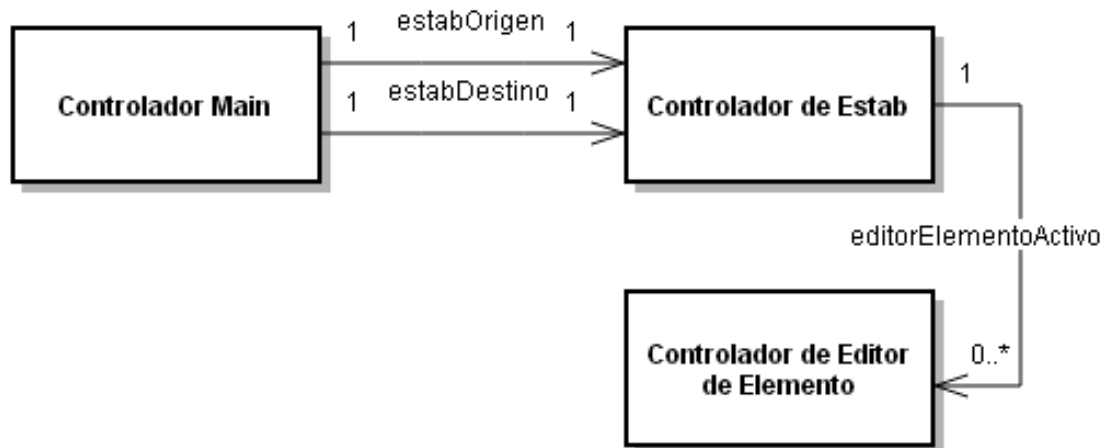 1 estabOrigen 1
Controlador Main
1 estabDestino 1
Controlador de Estab
1
editorElementoActivo
Controlador de Editor
de Elemento
0..*